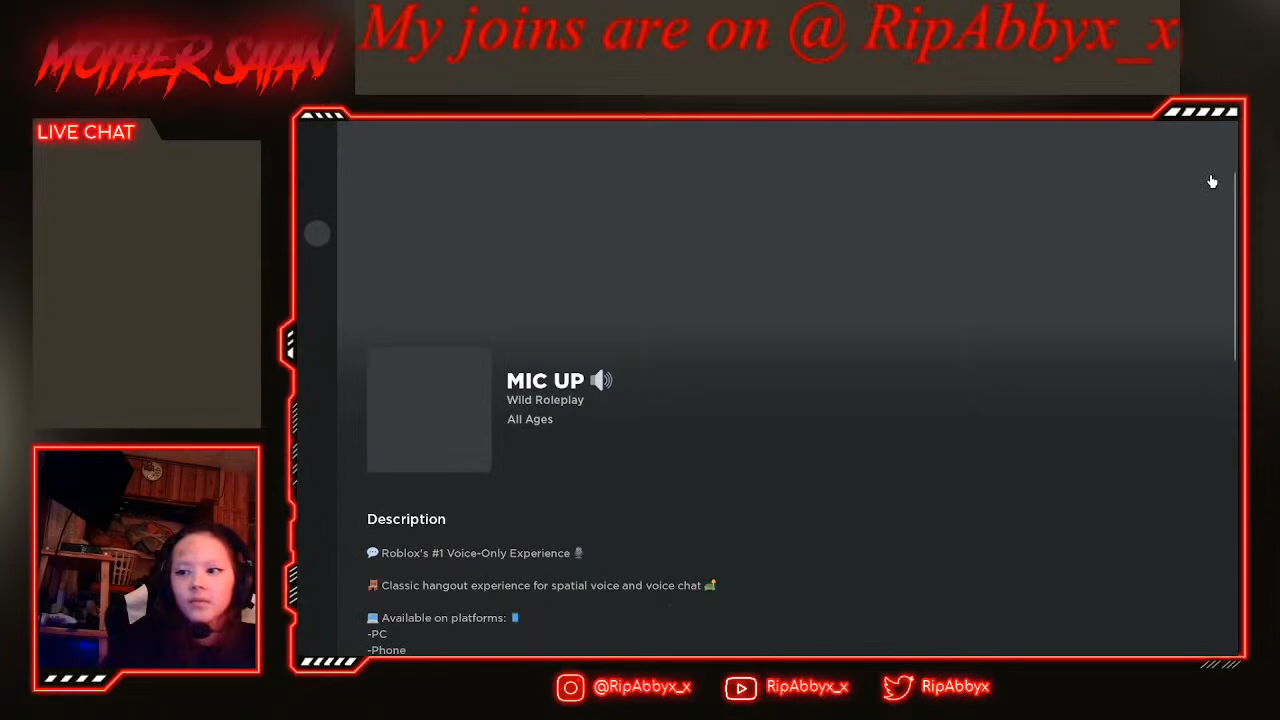 My joins are on @ RipAbbyx_x
MOTHER SATAN
LIVE CHAT
MIC UP 🔊
Wild Roleplay
All Ages
Description
💬 Roblox's #1 Voice-Only Experience 🎙️
🪑 Classic hangout experience for spatial voice and voice chat 🛋️
💻 Available on platforms: 📱
-PC
-Phone
@RipAbbyx_x
RipAbbyx_x
RipAbbyx